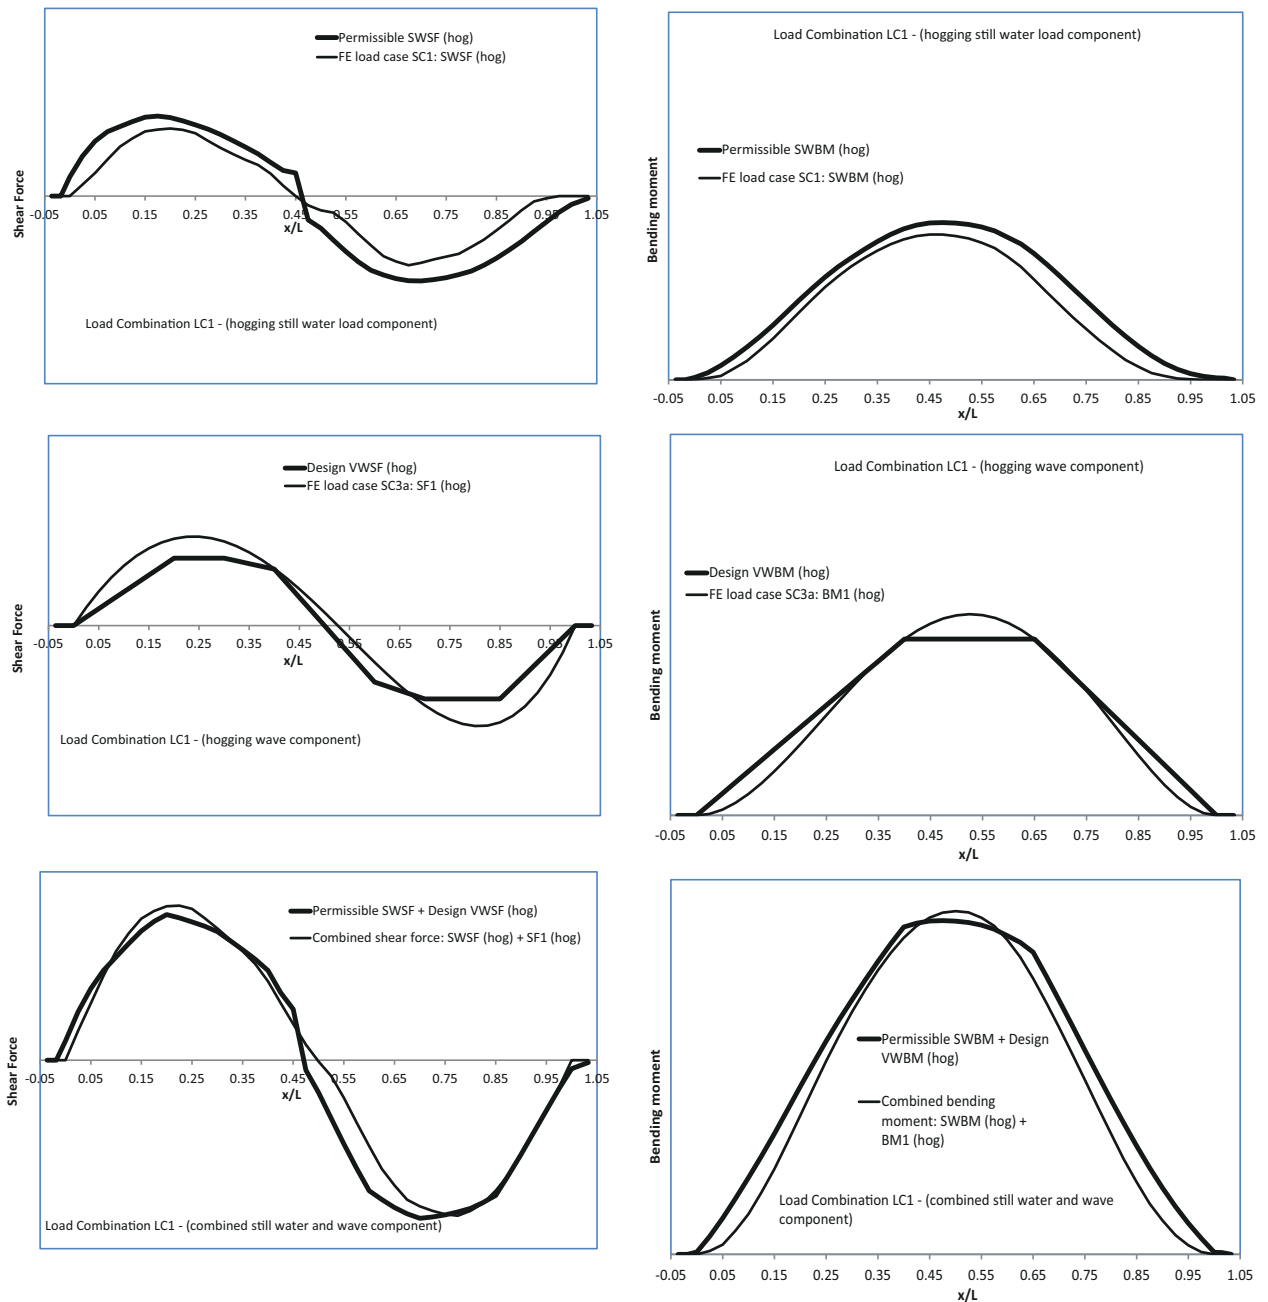 Permissible SWSF (hog)
FE load case SC1: SWSF (hog)
Shear Force
-0.05 0.05 0.15 0.25 0.35 0.45 0.55 0.65 0.75 0.85 0.95 1.05
x/L
Load Combination LC1 - (hogging still water load component)
Load Combination LC1 - (hogging still water load component)
Permissible SWBM (hog)
FE load case SC1: SWBM (hog)
Bending moment
-0.05 0.05 0.15 0.25 0.35 0.45 0.55 0.65 0.75 0.85 0.95 1.05
x/L
Design VWSF (hog)
FE load case SC3a: SF1 (hog)
Shear Force
-0.05 0.05 0.15 0.25 0.35 0.45 0.55 0.65 0.75 0.85 0.95 1.05
x/L
Load Combination LC1 - (hogging wave component)
Load Combination LC1 - (hogging wave component)
Design VWBM (hog)
FE load case SC3a: BM1 (hog)
Bending moment
-0.05 0.05 0.15 0.25 0.35 0.45 0.55 0.65 0.75 0.85 0.95 1.05
x/L
Permissible SWSF + Design VWSF (hog)
Combined shear force: SWSF (hog) + SF1 (hog)
Shear Force
-0.05 0.05 0.15 0.25 0.35 0.45 0.55 0.65 0.75 0.85 0.95 1.05
x/L
Load Combination LC1 - (combined still water and wave component)
Permissible SWBM + Design
VWBM (hog)
Combined bending
moment: SWBM (hog) +
BM1 (hog)
Bending moment
Load Combination LC1 - (combined still water and wave
component)
-0.05 0.05 0.15 0.25 0.35 0.45 0.55 0.65 0.75 0.85 0.95 1.05
x/L